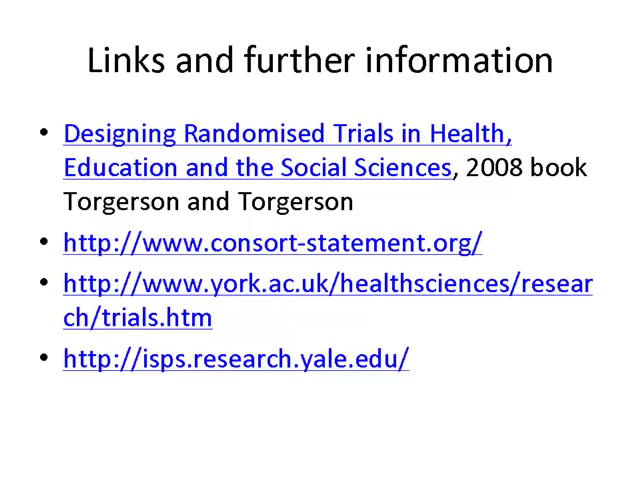 Links and further information
• Designing Randomised Trials in Health,
Education and the Social Sciences, 2008 book
Torgerson and Torgerson
• http://www.consort-statement.org/
• http://www.york.ac.uk/healthsciences/resear
ch/trials.htm
• http://isps.research.yale.edu/